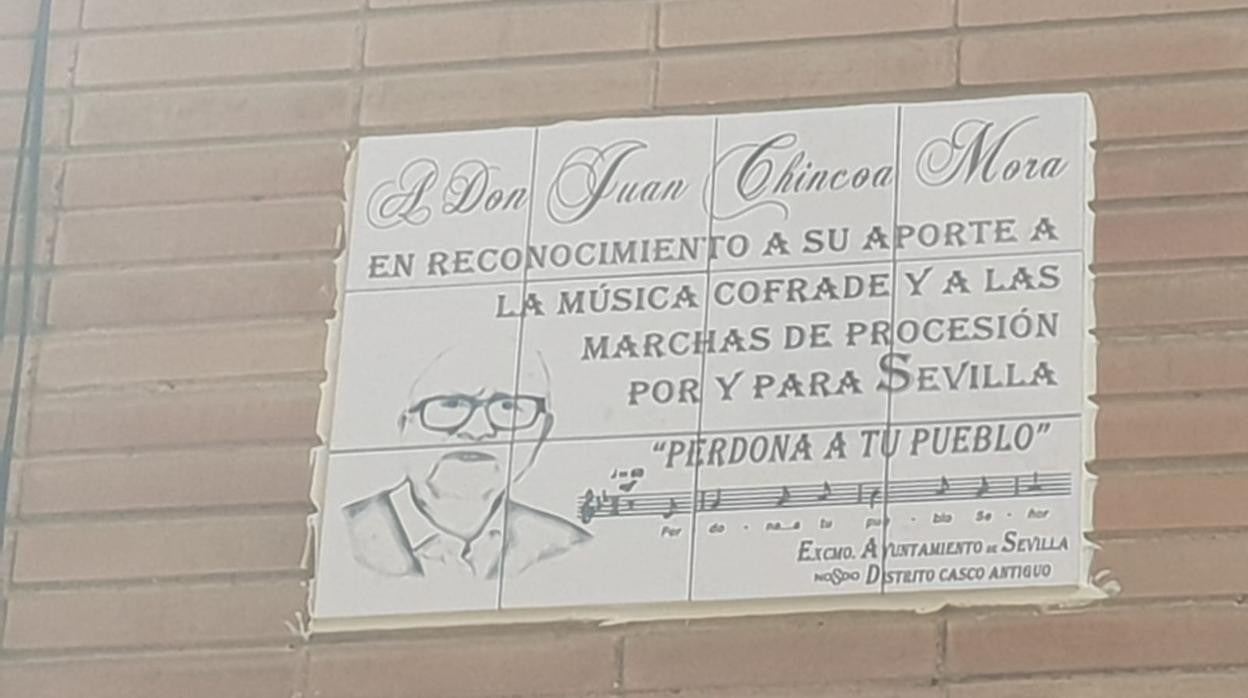 A Don Juan Chincoa Mora
EN RECONOCIMIENTO A SU APORTE A
LA MÚSICA COFRADE Y A LAS
MARCHAS DE PROCESIÓN
POR Y PARA SEVILLA
"PERDONA A TU PUEBLO"
Per do - na_a tu pue - blo Se - ñor
EXCMO. AYUNTAMIENTO DE SEVILLA
NO8DO DISTRITO CASCO ANTIGUO